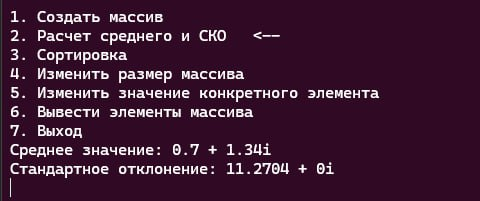 1. Создать массив
2. Расчет среднего и СКО   <--
3. Сортировка
4. Изменить размер массива
5. Изменить значение конкретного элемента
6. Вывести элементы массива
7. Выход
Среднее значение: 0.7 + 1.34i
Стандартное отклонение: 11.2704 + 0i